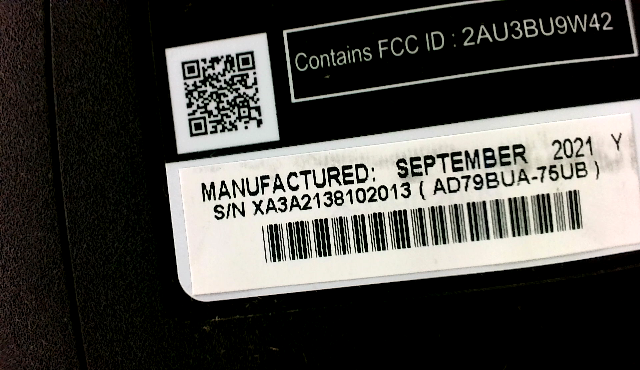 Contains FCC ID : 2AU3BU9W42
MANUFACTURED: SEPTEMBER 2021 Y
S/N XA3A2138102013 ( AD79BUA-75UB )